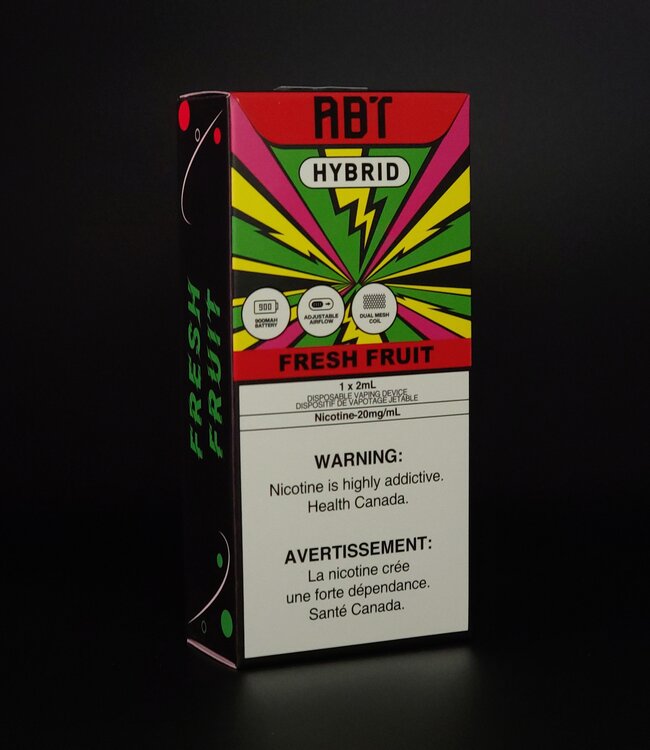 ABT
HYBRID
900
900MAH
BATTERY
ADJUSTABLE
AIRFLOW
DUAL MESH
COIL
FRESH FRUIT
1 x 2mL
DISPOSABLE VAPING DEVICE
DISPOSITIF DE VAPOTAGE JETABLE
Nicotine-20mg/mL
WARNING:
Nicotine is highly addictive.
Health Canada.
AVERTISSEMENT:
La nicotine crée
une forte dépendance.
Santé Canada.
FRESH
FRUIT